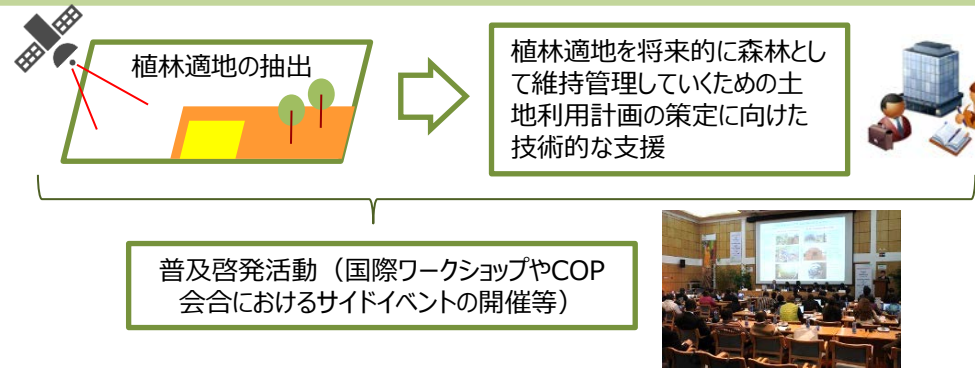 植林適地の抽出
植林適地を将来的に森林とし
て維持管理していくための土
地利用計画の策定に向けた
技術的な支援
普及啓発活動（国際ワークショップやCOP
会合におけるサイドイベントの開催等）